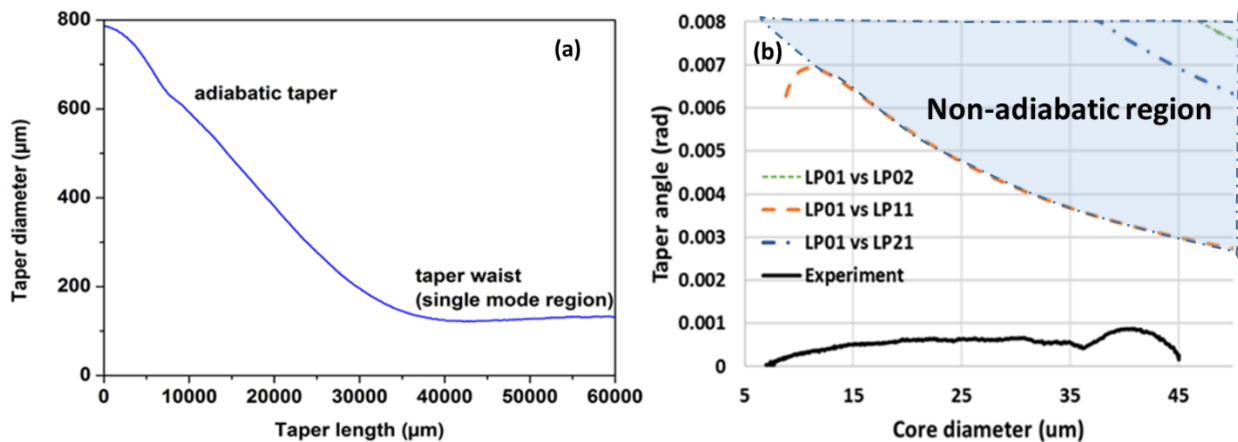 800
600
400
200
0
Taper diameter (µm)
(a)
adiabatic taper
taper waist
(single mode region)
0 10000 20000 30000 40000 50000 60000
Taper length (µm)
0.008
0.007
0.006
0.005
0.004
0.003
0.002
0.001
0
Taper angle (rad)
(b)
Non-adiabatic region
LP01 vs LP02
LP01 vs LP11
LP01 vs LP21
Experiment
5 15 25 35 45
Core diameter (um)